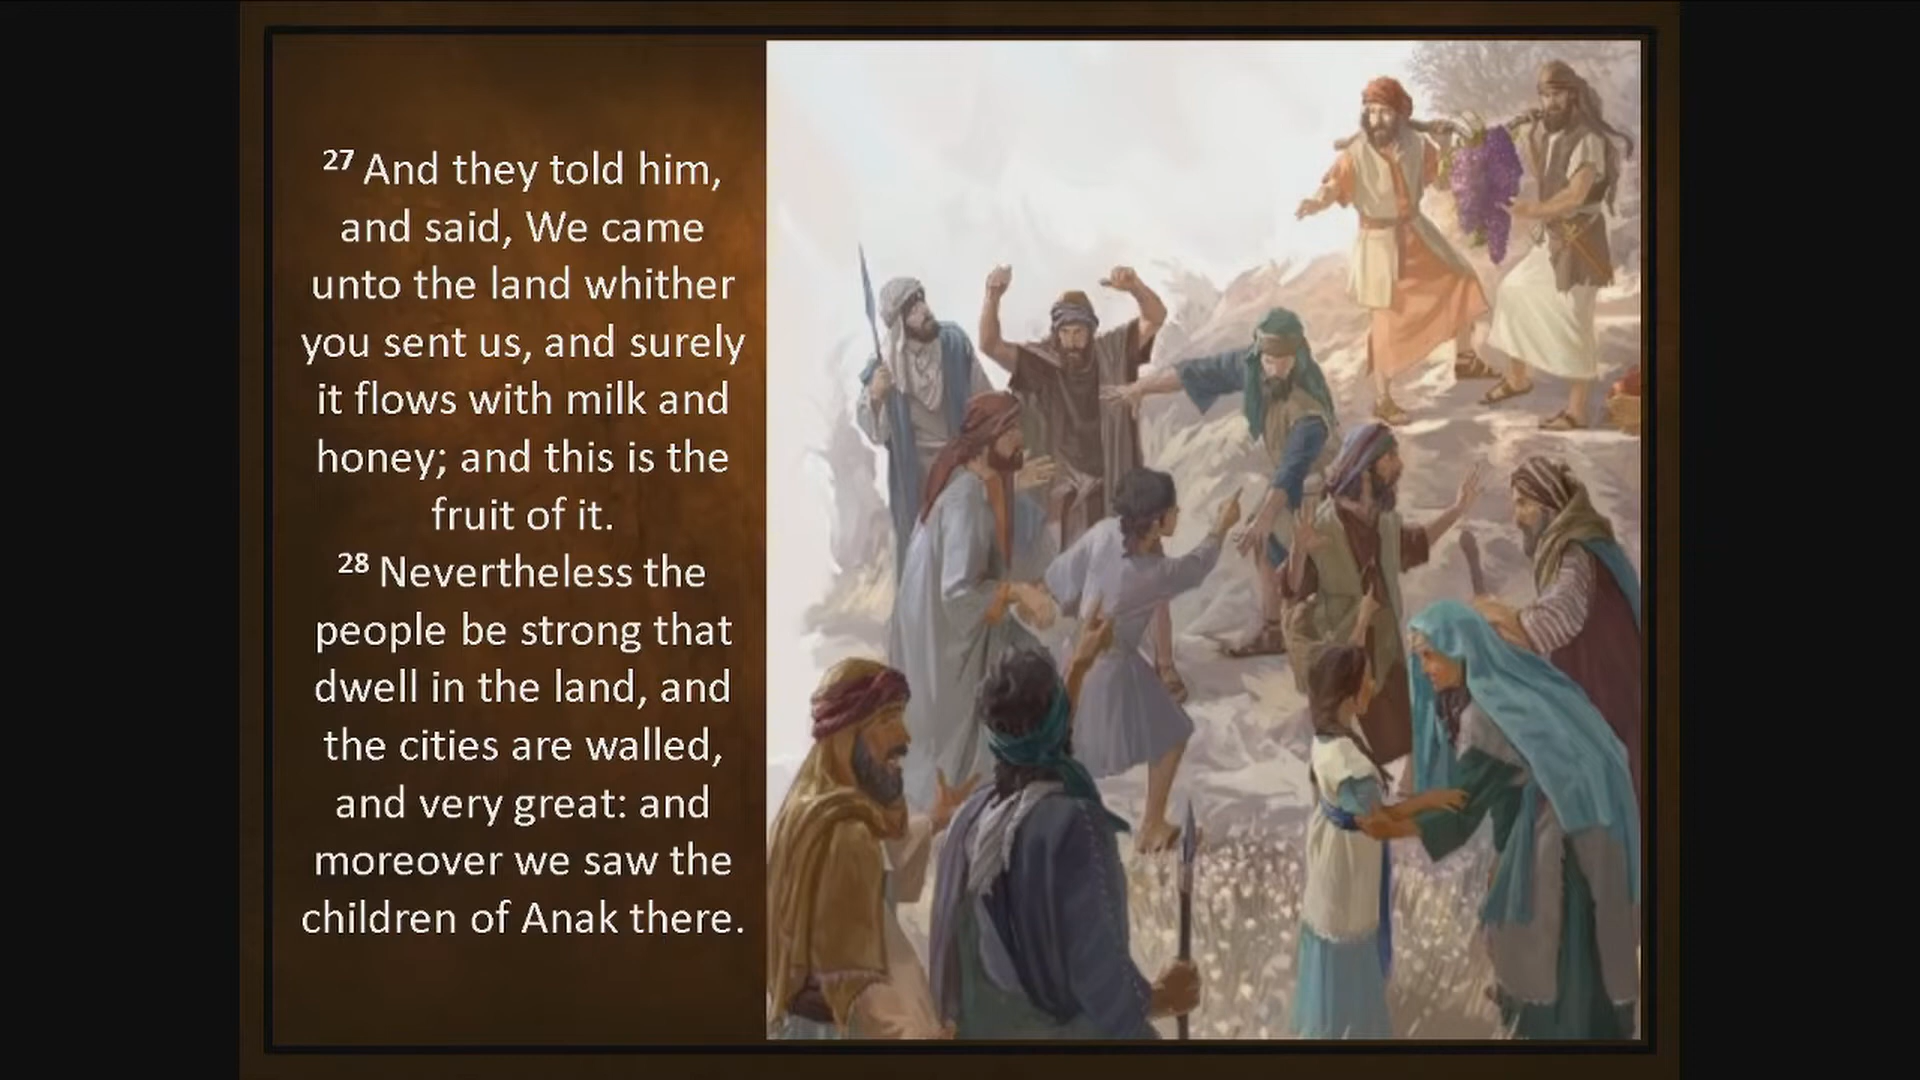 27 And they told him,
and said, We came
unto the land whither
you sent us, and surely
it flows with milk and
honey; and this is the
fruit of it.
28 Nevertheless the
people be strong that
dwell in the land, and
the cities are walled,
and very great: and
moreover we saw the
children of Anak there.